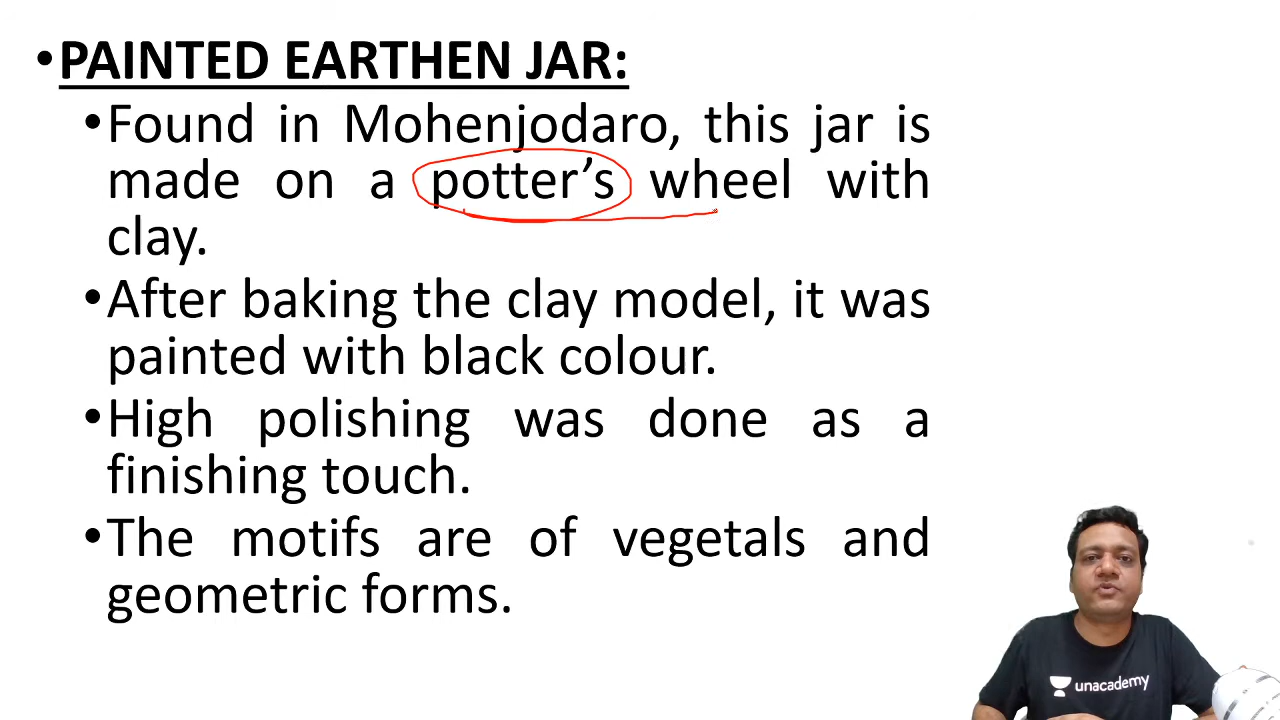 •PAINTED EARTHEN JAR:
•Found in Mohenjodaro, this jar is
made on a potter’s wheel with
clay.
•After baking the clay model, it was
painted with black colour.
•High polishing was done as a
finishing touch.
•The motifs are of vegetals and
geometric forms.
unacademy